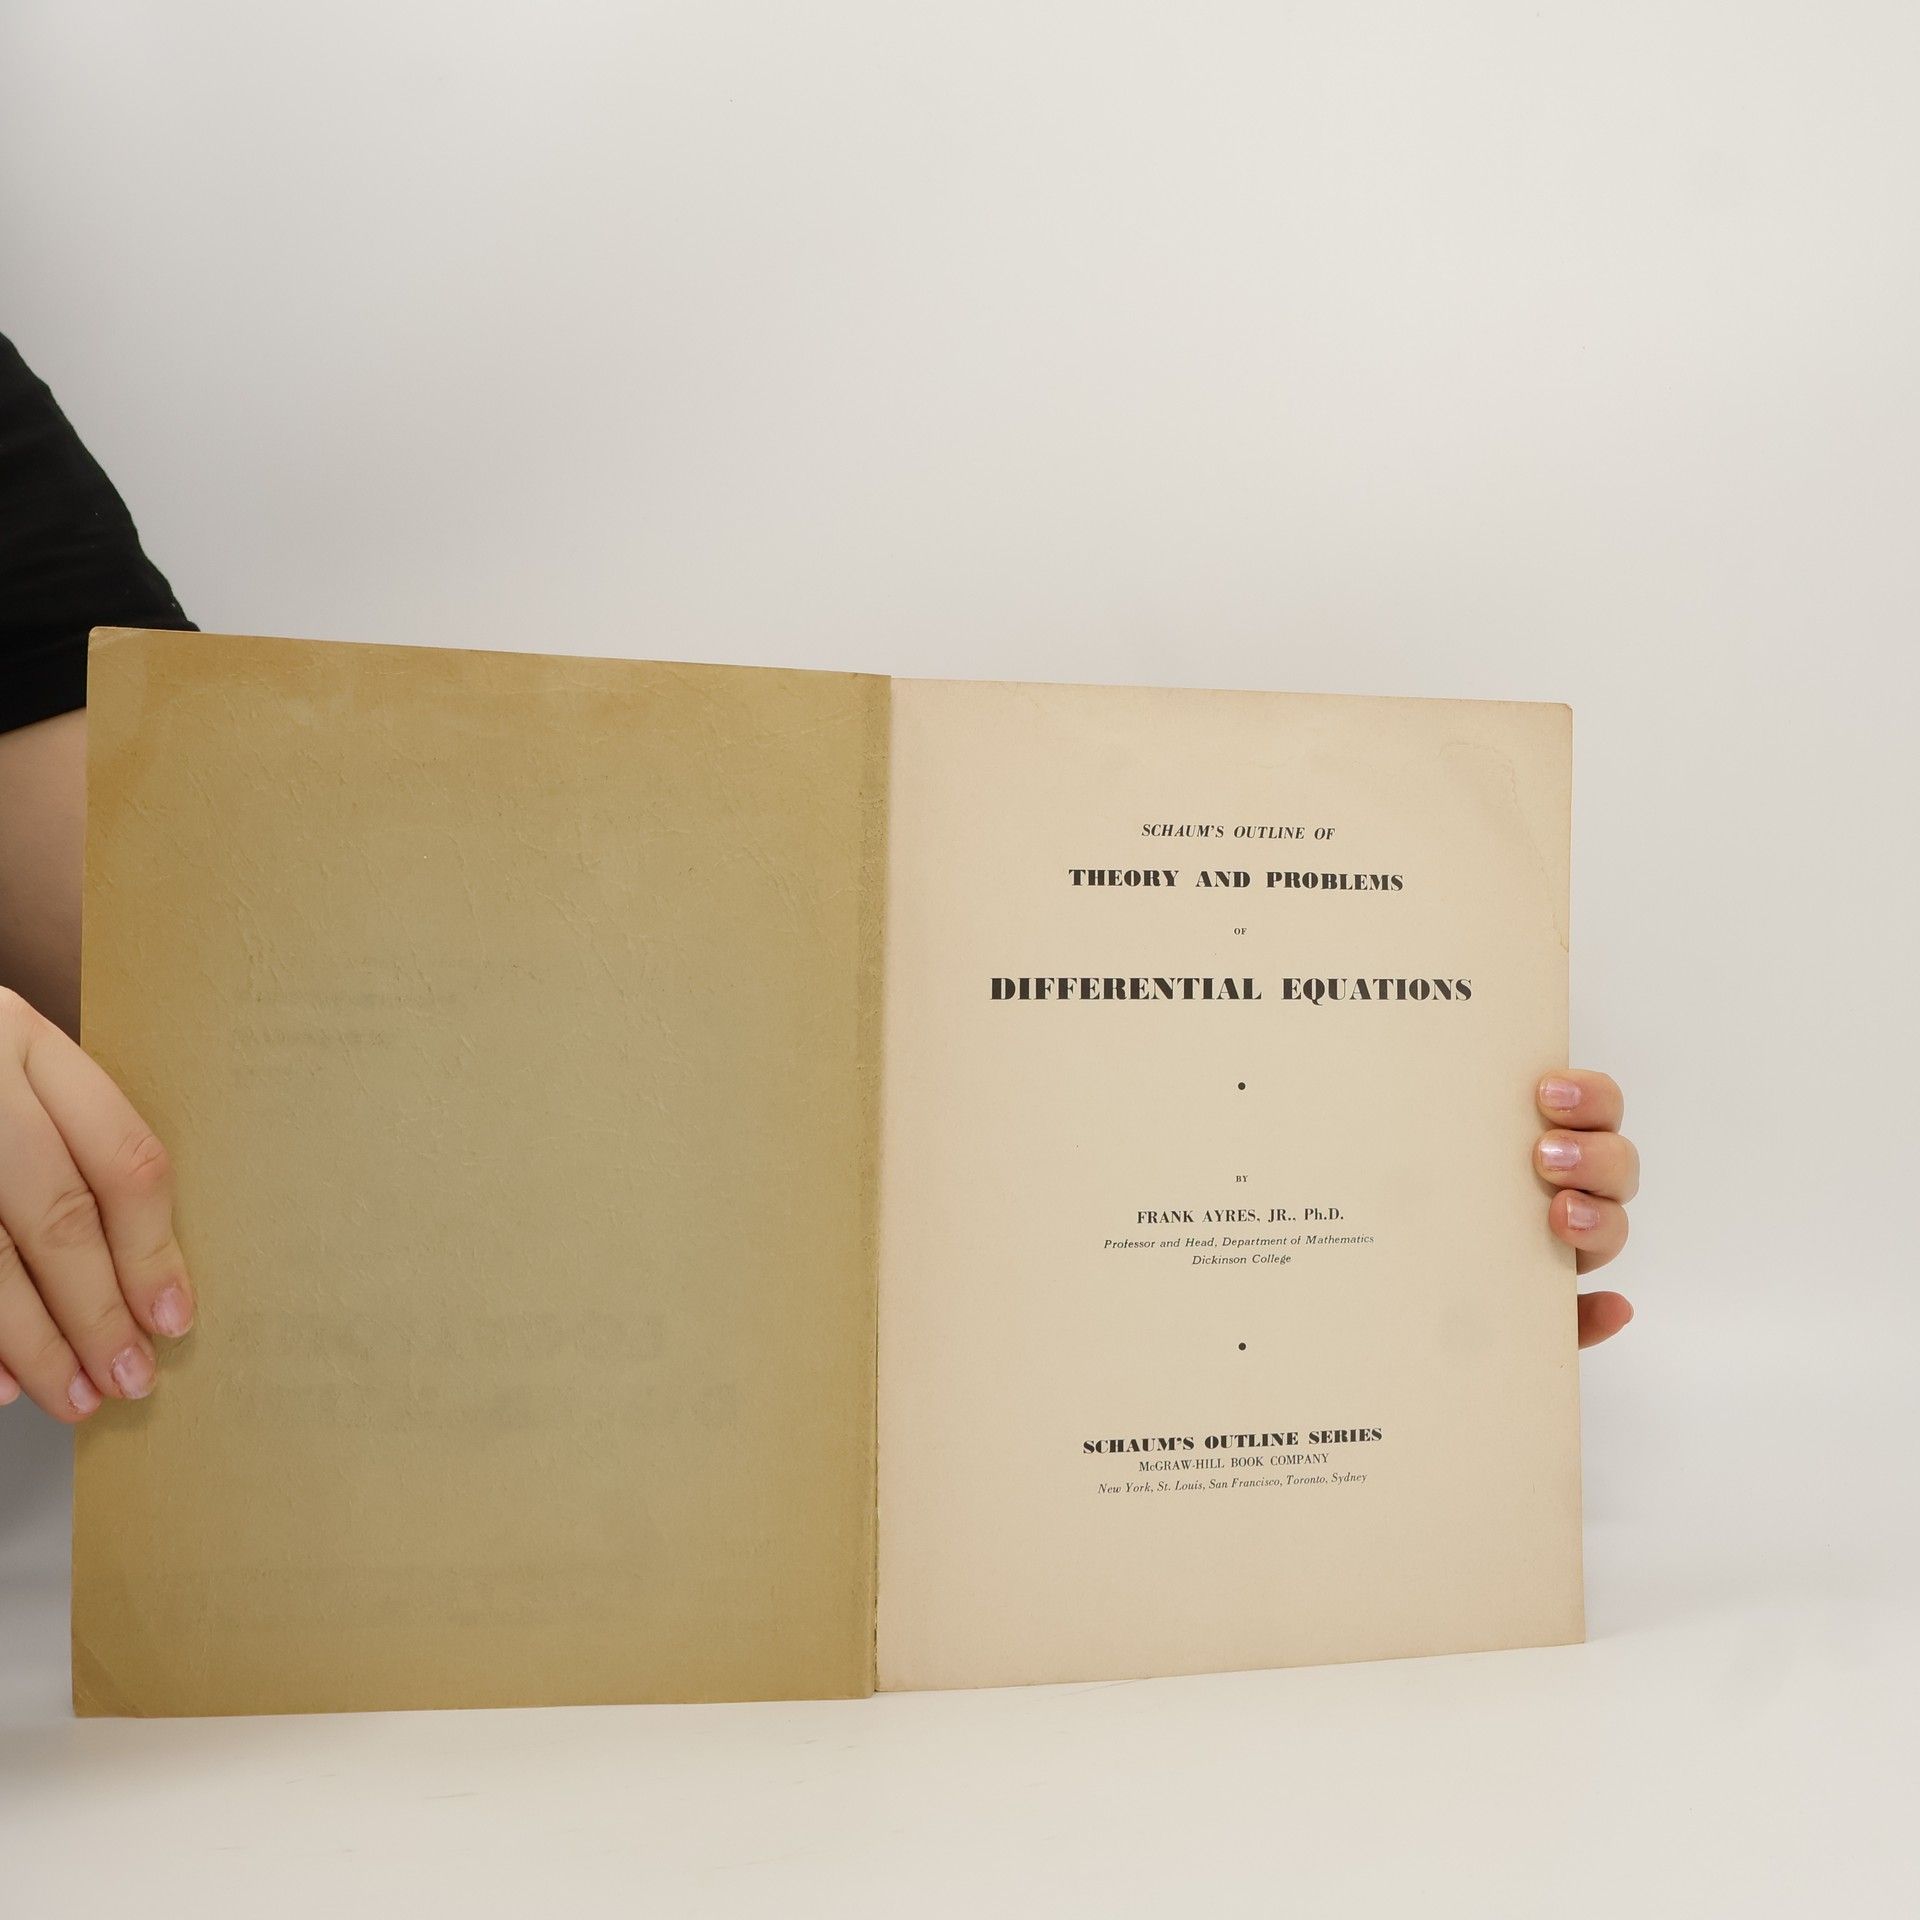 SCHAUM'S OUTLINE OF
THEORY AND PROBLEMS
OF
DIFFERENTIAL EQUATIONS
•
BY
FRANK AYRES, JR., Ph.D.
Professor and Head, Department of Mathematics
Dickinson College
•
SCHAUM'S OUTLINE SERIES
McGRAW-HILL BOOK COMPANY
New York, St. Louis, San Francisco, Toronto, Sydney